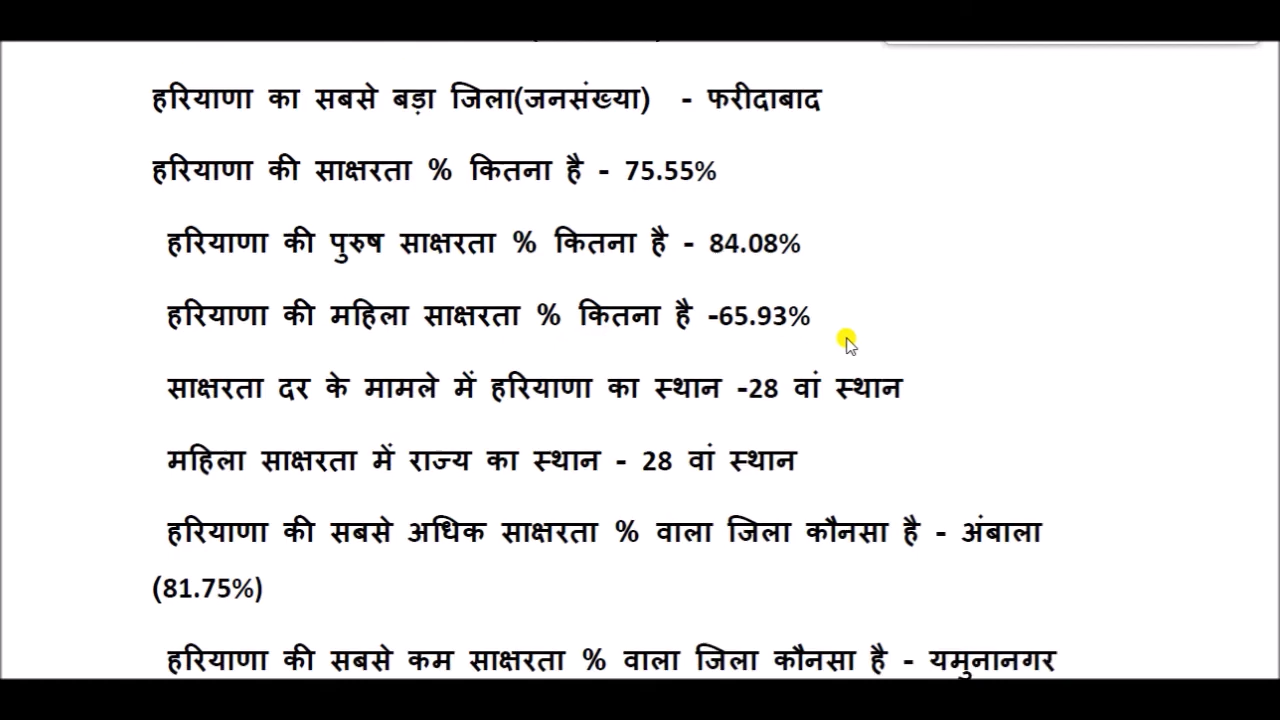 हरियाणा का सबसे बड़ा जिला(जनसंख्या) - फरीदाबाद
हरियाणा की साक्षरता % कितना है - 75.55%
हरियाणा की पुरुष साक्षरता % कितना है - 84.08%
हरियाणा की महिला साक्षरता % कितना है -65.93%
साक्षरता दर के मामले में हरियाणा का स्थान -28 वां स्थान
महिला साक्षरता में राज्य का स्थान - 28 वां स्थान
हरियाणा की सबसे अधिक साक्षरता % वाला जिला कौनसा है - अंबाला
(81.75%)
हरियाणा की सबसे कम साक्षरता % वाला जिला कौनसा है - यमुनानगर